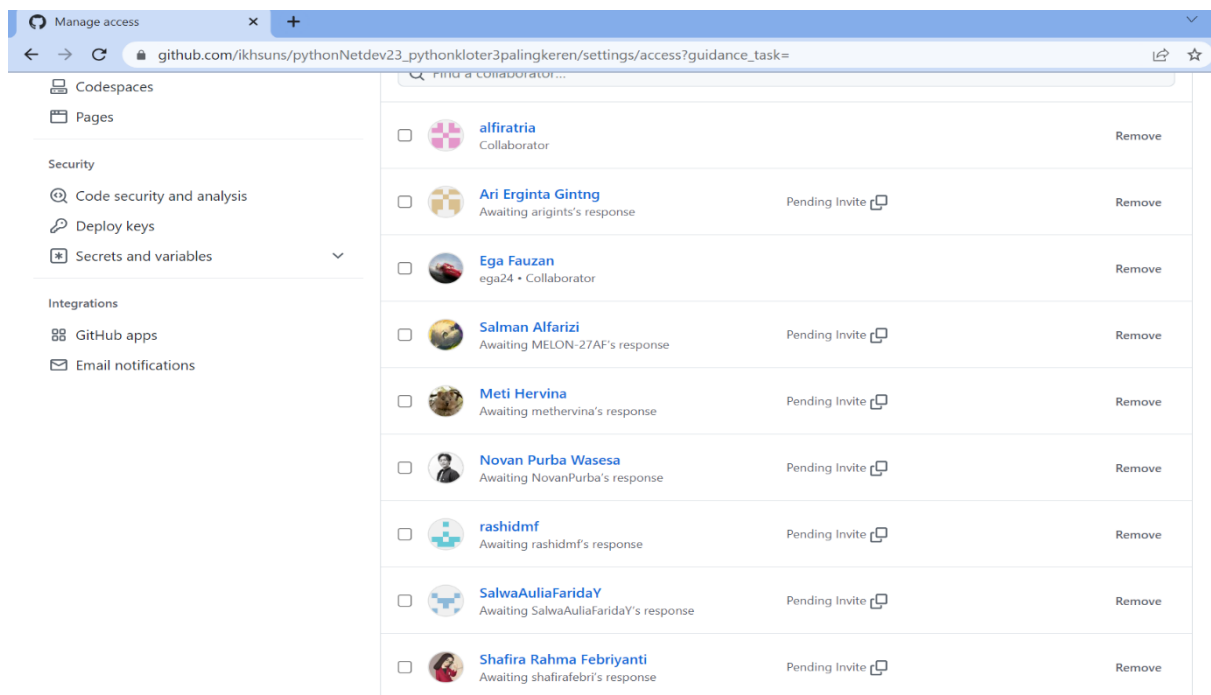 Manage access
github.com/ikhsuns/pythonNetdev23_pythonkloter3palingkeren/settings/access?guidance_task=
Codespaces
Pages
Security
Code security and analysis
Deploy keys
Secrets and variables
Integrations
GitHub apps
Email notifications
Find a collaborator...
alfiratria
Collaborator
Remove
Ari Erginta Gintng
Awaiting arigints's response
Pending Invite
Remove
Ega Fauzan
ega24 • Collaborator
Remove
Salman Alfarizi
Awaiting MELON-27AF's response
Pending Invite
Remove
Meti Hervina
Awaiting methervina's response
Pending Invite
Remove
Novan Purba Wasesa
Awaiting NovanPurba's response
Pending Invite
Remove
rashidmf
Awaiting rashidmf's response
Pending Invite
Remove
SalwaAuliaFaridaY
Awaiting SalwaAuliaFaridaY's response
Pending Invite
Remove
Shafira Rahma Febriyanti
Awaiting shafirafebri's response
Pending Invite
Remove